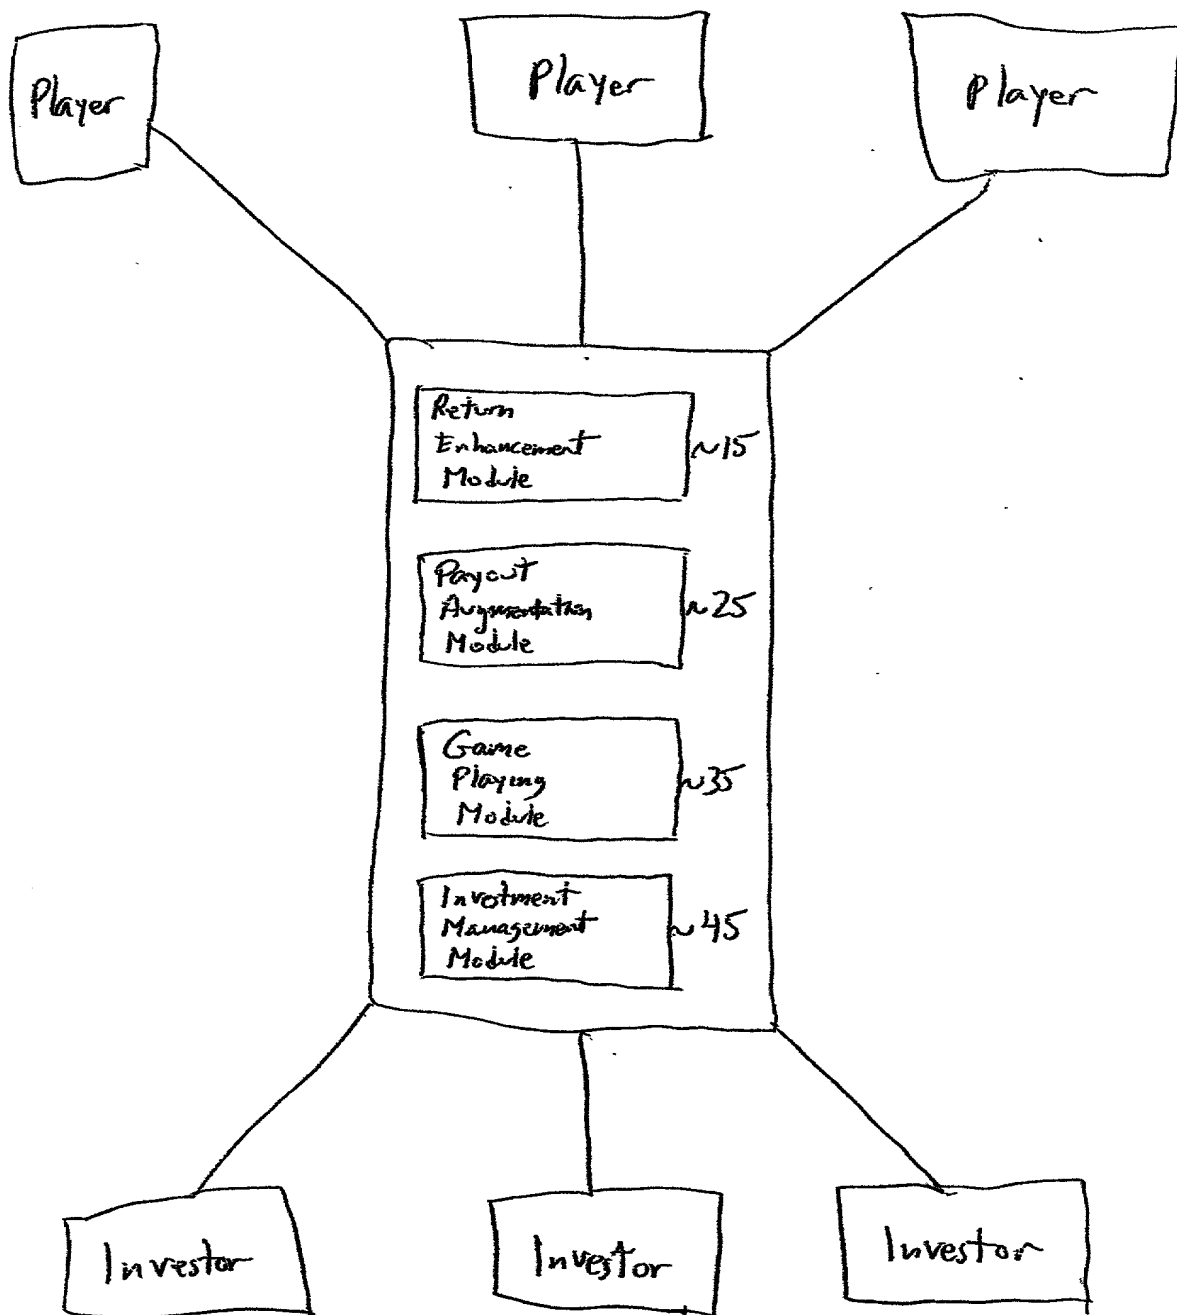 Player
Player
Player
Return
Enhancement
Module
~15
Payout
Augmentation
Module
~25
Game
Playing
Module
~35
Investment
Management
Module
~45
Investor
Investor
Investor